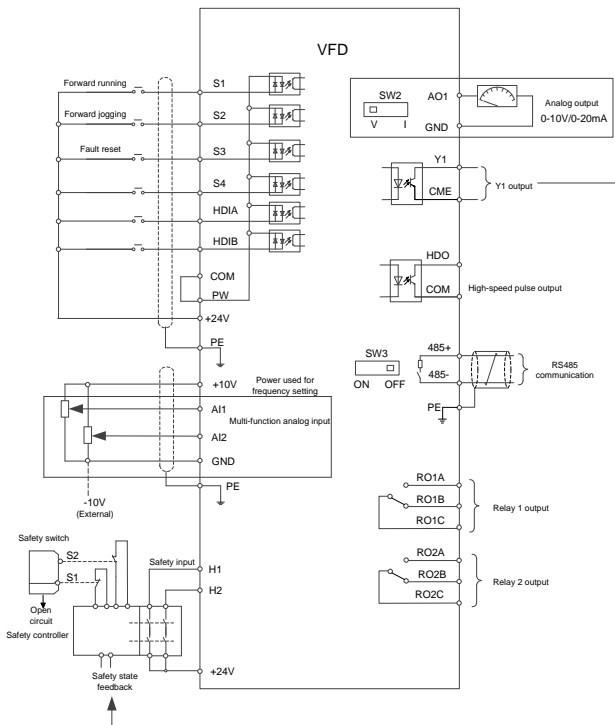 VFD
Forward running
S1
Forward jogging
S2
Fault reset
S3
S4
HDIA
HDIB
COM
PW
+24V
PE
SW2
V I
AO1
GND
Analog output
0-10V/0-20mA
Y1
CME
Y1 output
HDO
COM
High-speed pulse output
SW3
ON OFF
485+
485-
RS485
communication
PE
+10V
Power used for
frequency setting
AI1
Multi-function analog input
AI2
GND
PE
-10V
(External)
RO1A
RO1B
RO1C
Relay 1 output
RO2A
RO2B
RO2C
Relay 2 output
Safety switch
S2
S1
Open
circuit
Safety controller
Safety input
H1
H2
+24V
Safety state
feedback